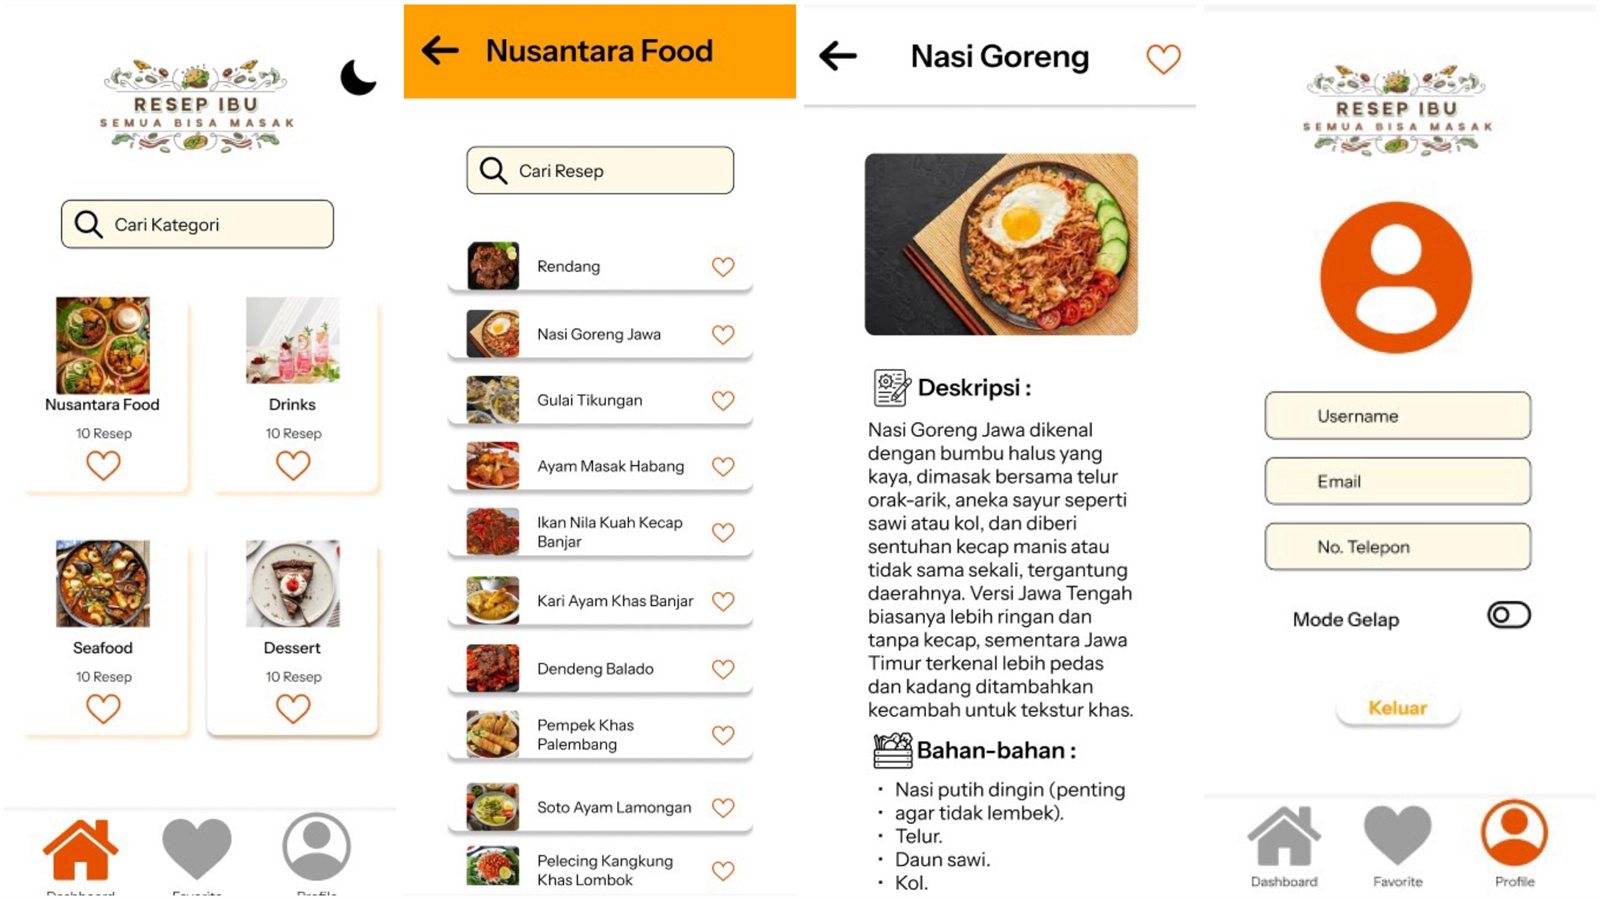 RESEP IBU
SEMUA BISA MASAK
Cari Kategori
Nusantara Food
10 Resep
Drinks
10 Resep
Seafood
10 Resep
Dessert
10 Resep
Dashboard
Favorite
Profile
Nusantara Food
Cari Resep
Rendang
Nasi Goreng Jawa
Gulai Tikungan
Ayam Masak Habang
Ikan Nila Kuah Kecap
Banjar
Kari Ayam Khas Banjar
Dendeng Balado
Pempek Khas
Palembang
Soto Ayam Lamongan
Pelecing Kangkung
Khas Lombok
Nasi Goreng
Deskripsi :
Nasi Goreng Jawa dikenal
dengan bumbu halus yang
kaya, dimasak bersama telur
orak-arik, aneka sayur seperti
sawi atau kol, dan diberi
sentuhan kecap manis atau
tidak sama sekali, tergantung
daerahnya. Versi Jawa Tengah
biasanya lebih ringan dan
tanpa kecap, sementara Jawa
Timur terkenal lebih pedas
dan kadang ditambahkan
kecambah untuk tekstur khas.
Bahan-bahan :
• Nasi putih dingin (penting
• agar tidak lembek).
• Telur.
• Daun sawi.
• Kol.
RESEP IBU
SEMUA BISA MASAK
Username
Email
No. Telepon
Mode Gelap
Keluar
Dashboard
Favorite
Profile